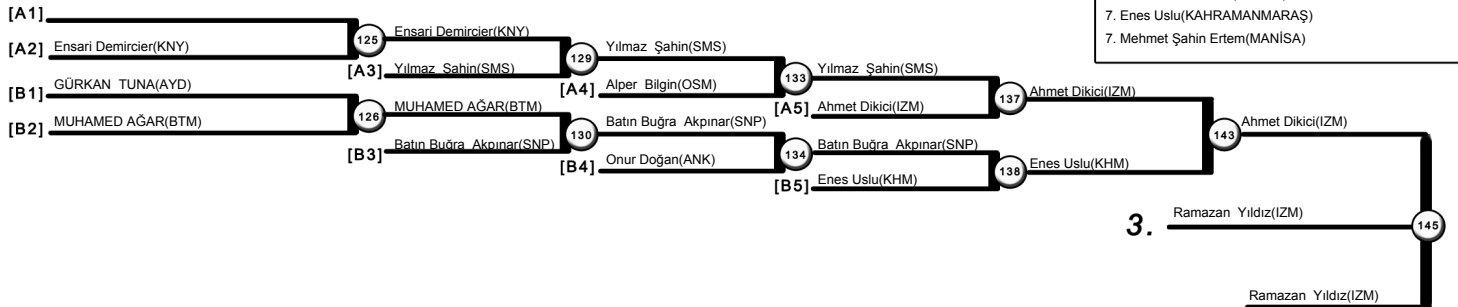 7. Enes Uslu(KAHRAMANMARAŞ)
7. Mehmet Şahin Ertem(MANİSA)
[A1]
[A2] Ensari Demircier(KNY)
125
Ensari Demircier(KNY)
[A3] Yılmaz Şahin(SMS)
129
Yılmaz Şahin(SMS)
[A4] Alper Bilgin(OSM)
133
Yılmaz Şahin(SMS)
[A5] Ahmet Dikici(IZM)
137
Ahmet Dikici(IZM)
[B1] GÜRKAN TUNA(AYD)
[B2] MUHAMED AĞAR(BTM)
126
MUHAMED AĞAR(BTM)
[B3] Batın Buğra Akpınar(SNP)
130
Batın Buğra Akpınar(SNP)
[B4] Onur Doğan(ANK)
134
Batın Buğra Akpınar(SNP)
[B5] Enes Uslu(KHM)
138
Enes Uslu(KHM)
143
Ahmet Dikici(IZM)
3. Ramazan Yıldız(IZM)
145
Ramazan Yıldız(IZM)